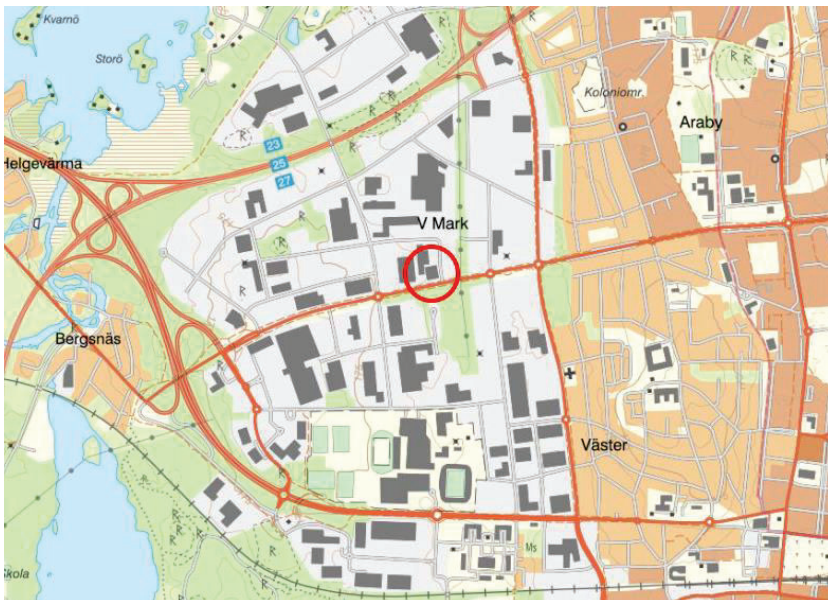 Kvarnö
Storö
Koloniomr.
Araby
23
25
27
Helgevärma
V Mark
Bergsnäs
Väster
Ms
Skola
R
R
R
R
R
R
R
R
R
R
R
R
R